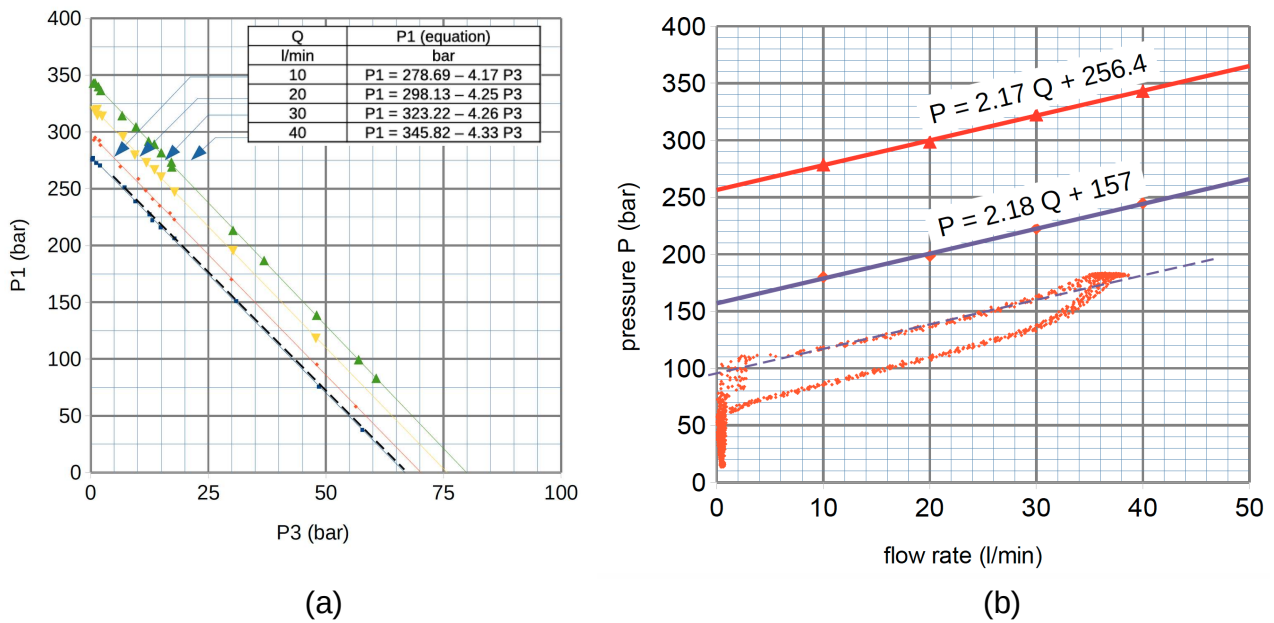 400
350
300
250
200
150
100
50
0
0 25 50 75 100
P1 (bar)
P3 (bar)
Q P1 (equation)
l/min bar
10 P1 = 278.69 – 4.17 P3
20 P1 = 298.13 – 4.25 P3
30 P1 = 323.22 – 4.26 P3
40 P1 = 345.82 – 4.33 P3
(a)
400
350
300
250
200
150
100
50
0
0 10 20 30 40 50
pressure P (bar)
flow rate (l/min)
P = 2.17 Q + 256.4
P = 2.18 Q + 157
(b)